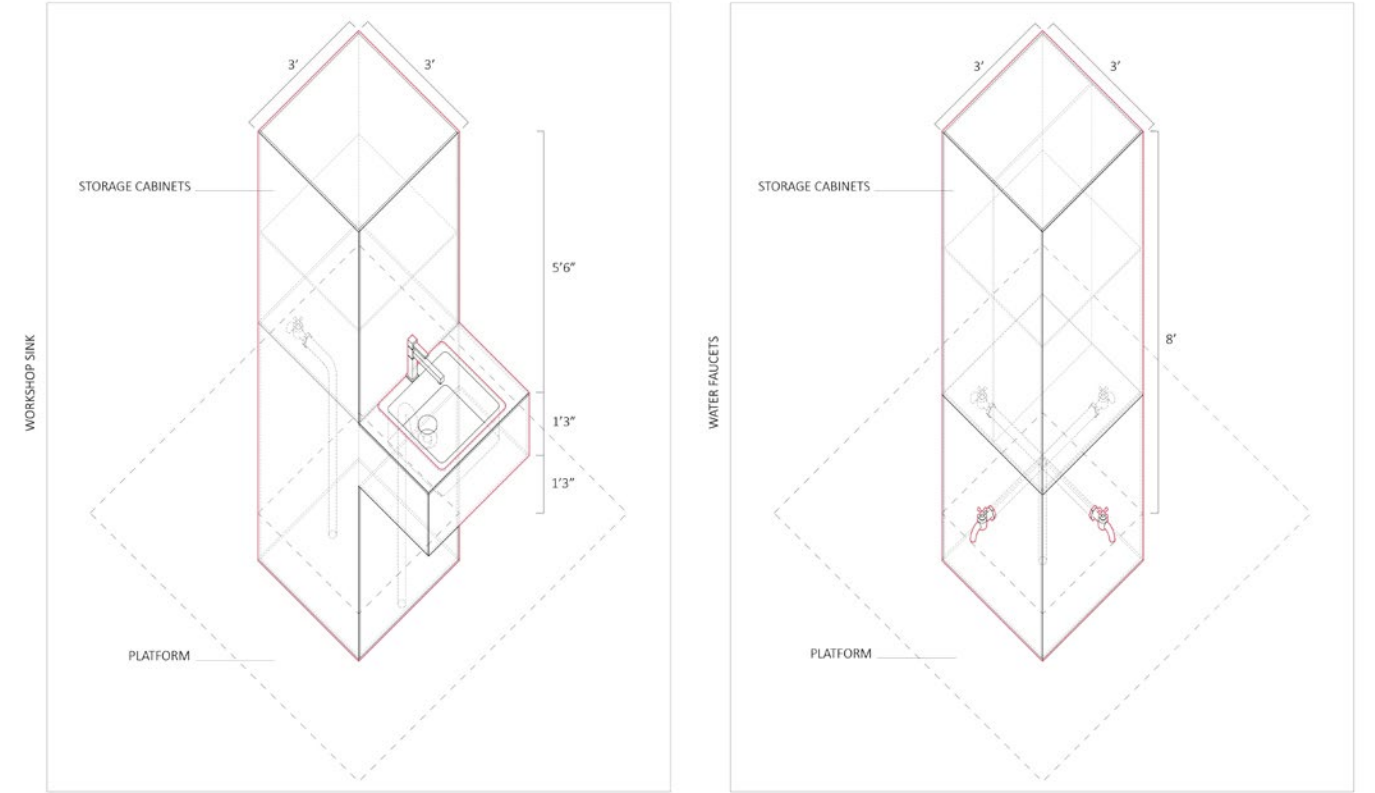 WORKSHOP SINK
3’
3’
STORAGE CABINETS
5’6”
1’3”
1’3”
PLATFORM
WATER FAUCETS
3’
3’
STORAGE CABINETS
8’
PLATFORM